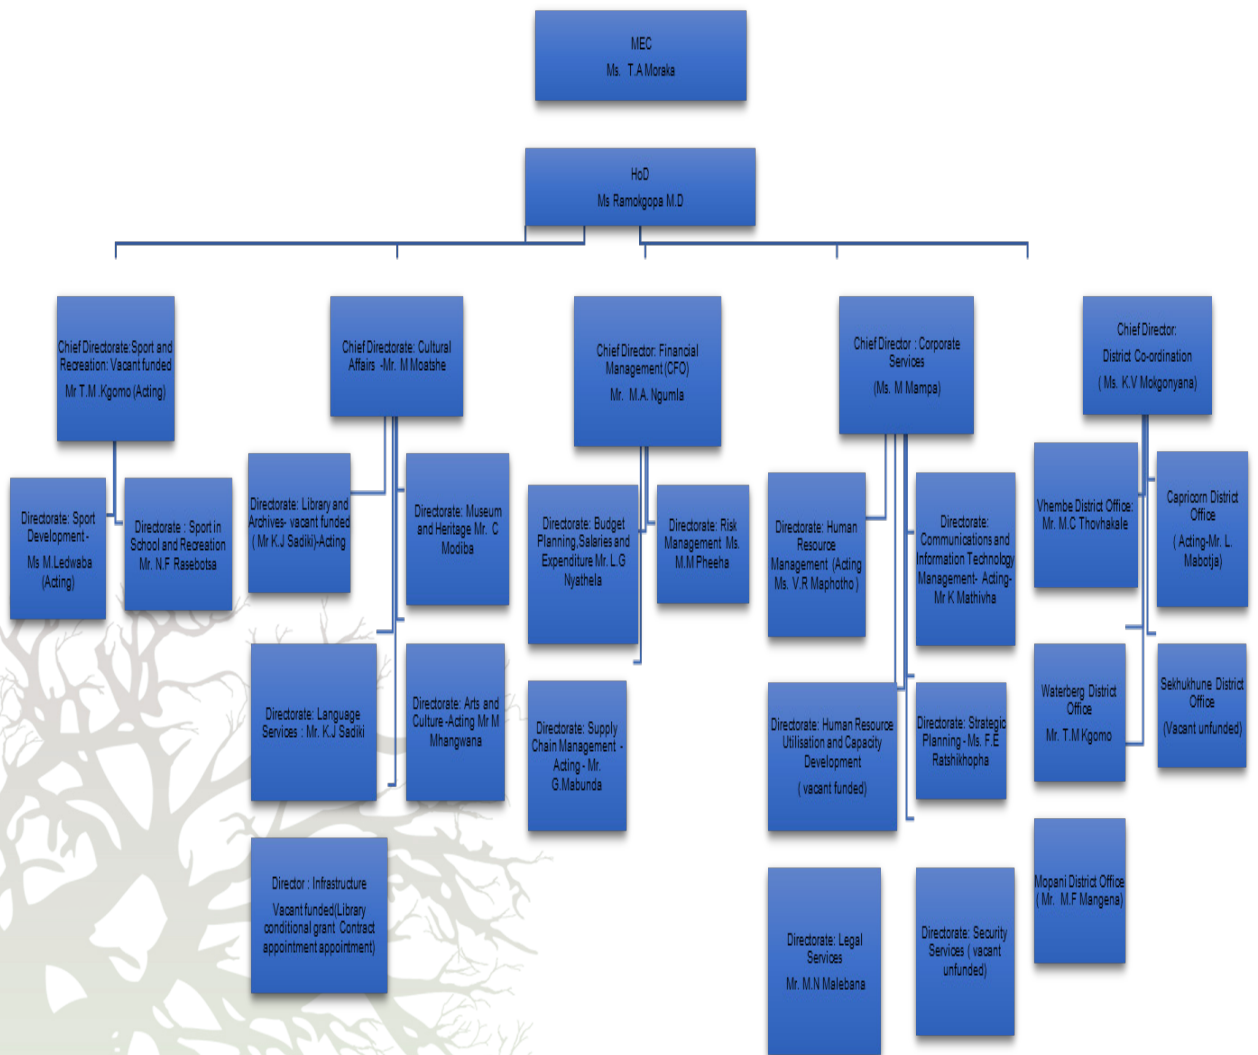 MEC
Ms. T.A Moraka
HoD
Ms Ramokgopa M.D
Chief Directorate:Sport and
Recreation: Vacant funded
Mr T.M .Kgomo (Acting)
Chief Directorate: Cultural
Affairs -Mr. M Moatshe
Chief Director: Financial
Management (CFO)
Mr. M.A. Ngumla
Chief Director : Corporate
Services
(Ms. M Mampa)
Chief Director:
District Co-ordination
( Ms. K.V Mokgonyana)
Directorate: Sport
Development -
Ms M.Ledwaba
(Acting)
Directorate : Sport in
School and Recreation
Mr. N.F Rasebotsa
Directorate: Library and
Archives- vacant funded
( Mr K.J Sadiki)-Acting
Directorate: Museum
and Heritage Mr. C
Modiba
Directorate: Language
Services : Mr. K.J Sadiki
Directorate: Arts and
Culture -Acting Mr M
Mhangwana
Director : Infrastructure
Vacant funded(Library
conditional grant Contract
appointment appointment)
Directorate: Budget
Planning,Salaries and
Expenditure Mr. L.G
Nyathela
Directorate: Risk
Management Ms.
M.M Pheeha
Directorate: Supply
Chain Management -
Acting - Mr.
G.Mabunda
Directorate: Human
Resource
Management (Acting
Ms. V.R Maphotho )
Directorate:
Communications and
Information Technology
Management- Acting-
Mr K Mathivha
Directorate: Human Resource
Utilisation and Capacity
Development
( vacant funded)
Directorate: Strategic
Planning - Ms. F.E
Ratshikhopha
Directorate: Legal
Services
Mr. M.N Malebana
Directorate: Security
Services ( vacant
unfunded)
Vhembe District Office:
Mr. M.C Thovhakale
Capricorn District
Office
( Acting-Mr. L.
Mabotja)
Waterberg District
Office
Mr. T.M Kgomo
Sekhukhune District
Office
(Vacant unfunded)
Mopani District Office
( Mr. M.F Mangena)